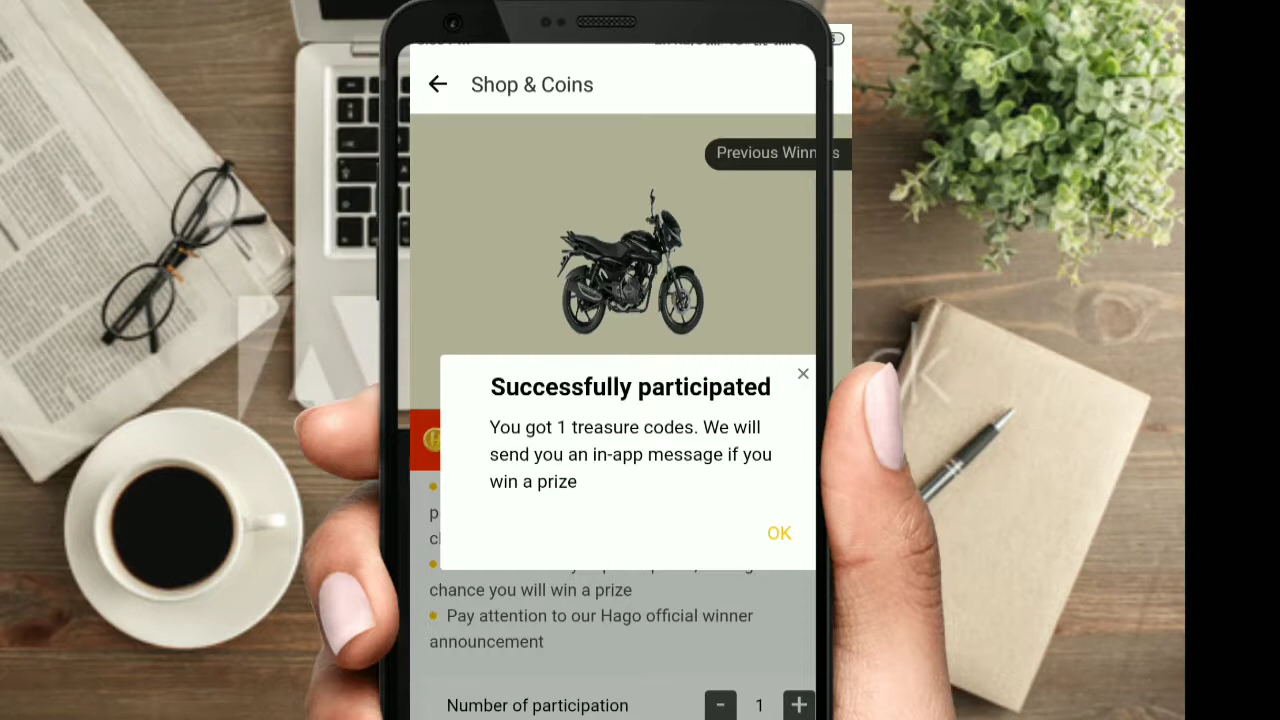 Shop & Coins
Previous Winn s
Successfully participated
You got 1 treasure codes. We will
send you an in-app message if you
win a prize
OK
chance you will win a prize
Pay attention to our Hago official winner
announcement
Number of participation
- 1 +